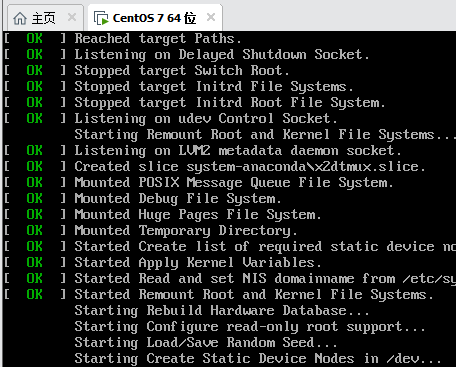 主页
CentOS 7 64 位
[ OK ] Reached target Paths.
[ OK ] Listening on Delayed Shutdown Socket.
[ OK ] Stopped target Switch Root.
[ OK ] Stopped target Initrd File Systems.
[ OK ] Stopped target Initrd Root File System.
[ OK ] Listening on udev Control Socket.
Starting Remount Root and Kernel File Systems...
[ OK ] Listening on LVM2 metadata daemon socket.
[ OK ] Created slice system-anaconda\x2dtmux.slice.
[ OK ] Mounted POSIX Message Queue File System.
[ OK ] Mounted Debug File System.
[ OK ] Mounted Huge Pages File System.
[ OK ] Mounted Temporary Directory.
[ OK ] Started Create list of required static device no
[ OK ] Started Apply Kernel Variables.
[ OK ] Started Read and set NIS domainname from /etc/sy
[ OK ] Started Remount Root and Kernel File Systems.
Starting Rebuild Hardware Database...
Starting Configure read-only root support...
Starting Load/Save Random Seed...
Starting Create Static Device Nodes in /dev...